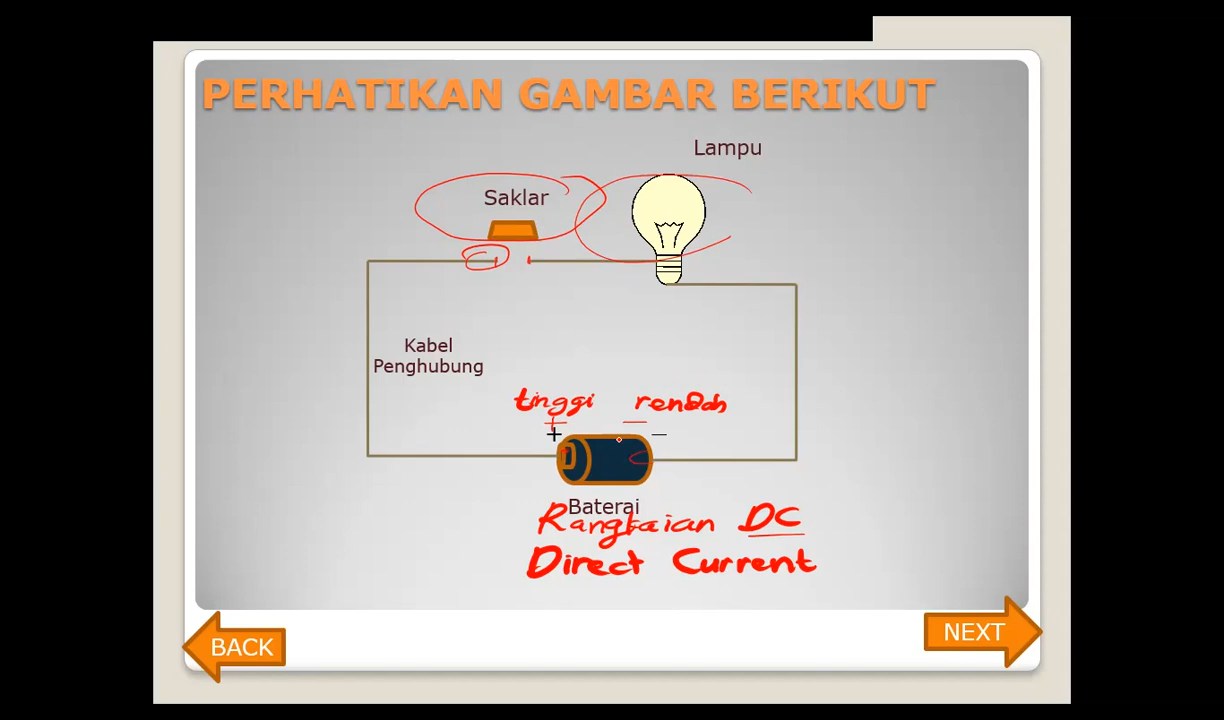 PERHATIKAN GAMBAR BERIKUT
Lampu
Saklar
Kabel
Penghubung
tinggi rendah
+ −
+ −
Baterai
Rangkaian DC
Direct Current
BACK
NEXT